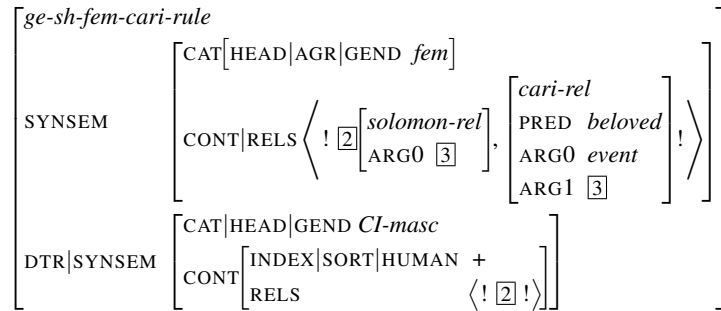 ge-sh-fem-cari-rule
SYNSEM
CAT[HEAD|AGR|GEND fem]
CONT|RELS ⟨! [2] [solomon-rel
ARG0 [3]],
[cari-rel
PRED beloved
ARG0 event
ARG1 [3]] !⟩
DTR|SYNSEM
CAT|HEAD|GEND CI-masc
CONT [INDEX|SORT|HUMAN +
RELS ⟨! [2] !⟩]